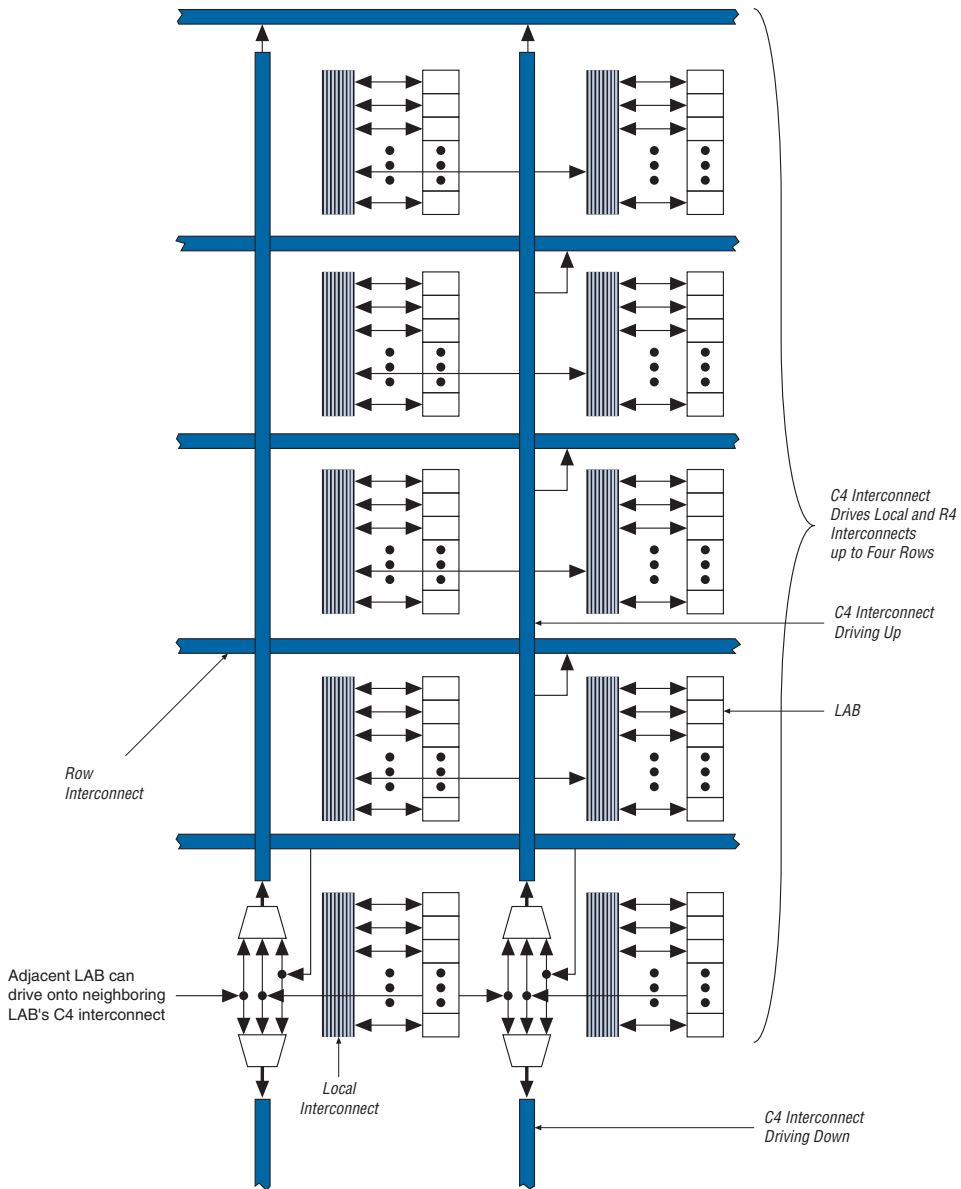 C4 Interconnect
Drives Local and R4
Interconnects
up to Four Rows
C4 Interconnect
Driving Up
LAB
Row
Interconnect
Adjacent LAB can
drive onto neighboring
LAB's C4 interconnect
Local
Interconnect
C4 Interconnect
Driving Down